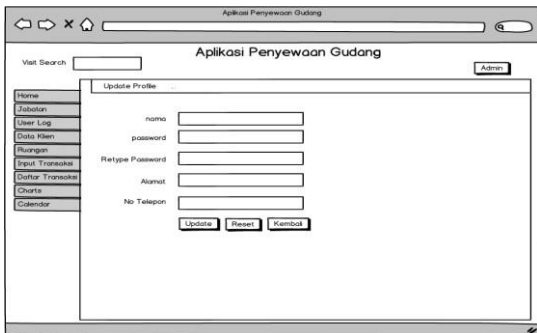 Aplikasi Penyewaan Gudang
Aplikasi Penyewaan Gudang
Visit Search
Admin
Update Profile ...
Home
Jabatan
User Log
Data Klien
Ruangan
Input Transaksi
Daftar Transaksi
Charts
Calendar
nama
password
Retype Password
Alamat
No Telepon
Update Reset Kembali